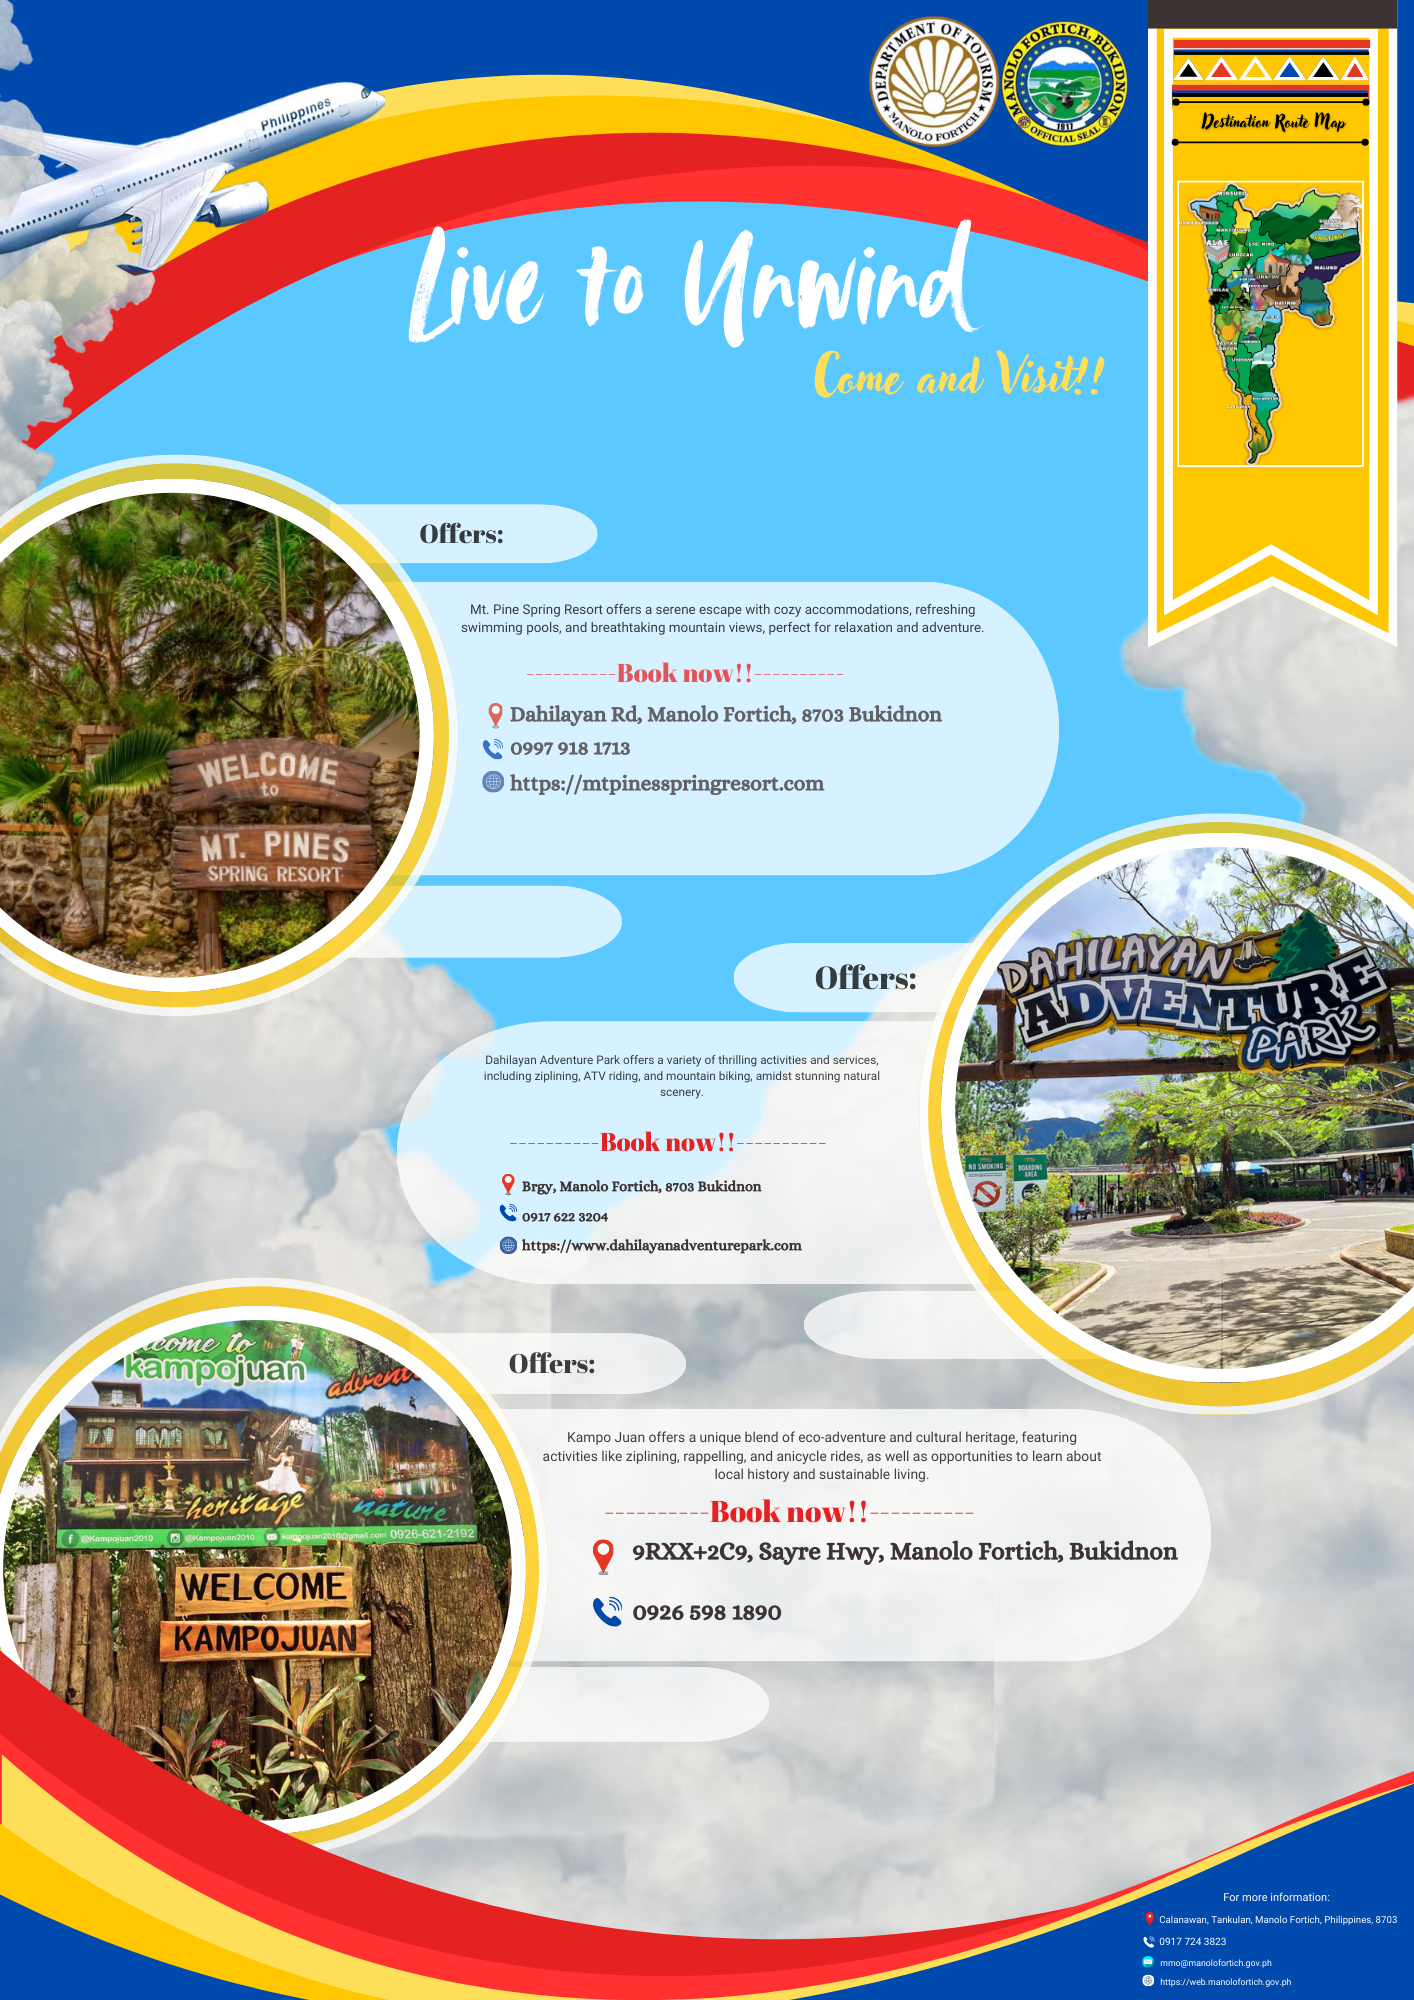 Philippines
DEPARTMENT OF TOURISM
MANOLO FORTICH
MANOLO FORTICH, BUKIDNON
1917
OFFICIAL SEAL
Destination Route Map
ALAE
STO. NIÑO
MALUKO
Live to Unwind
Come and Visit!!
Offers:
Mt. Pine Spring Resort offers a serene escape with cozy accommodations, refreshing
swimming pools, and breathtaking mountain views, perfect for relaxation and adventure.
----------Book now!!----------
Dahilayan Rd, Manolo Fortich, 8703 Bukidnon
0997 918 1713
https://mtpinesspringresort.com
WELCOME
to
MT. PINES
SPRING RESORT
Offers:
Dahilayan Adventure Park offers a variety of thrilling activities and services,
including ziplining, ATV riding, and mountain biking, amidst stunning natural
scenery.
----------Book now!!----------
Brgy, Manolo Fortich, 8703 Bukidnon
0917 622 3204
https://www.dahilayanadventurepark.com
DAHILAYAN
ADVENTURE
PARK
NO SMOKING
BOARDING
AREA
Offers:
Kampo Juan offers a unique blend of eco-adventure and cultural heritage, featuring
activities like ziplining, rappelling, and anicycle rides, as well as opportunities to learn about
local history and sustainable living.
----------Book now!!----------
9RXX+2C9, Sayre Hwy, Manolo Fortich, Bukidnon
0926 598 1890
to
kampojuan
heritage
nature
@Kampojuan2010 @Kampojuan2010 kampojuan2010@gmail.com 0926-621-2192
WELCOME
KAMPOJUAN
For more information:
Calanawan, Tankulan, Manolo Fortich, Philippines, 8703
0917 724 3823
mmo@manolofortich.gov.ph
https://web.manolofortich.gov.ph